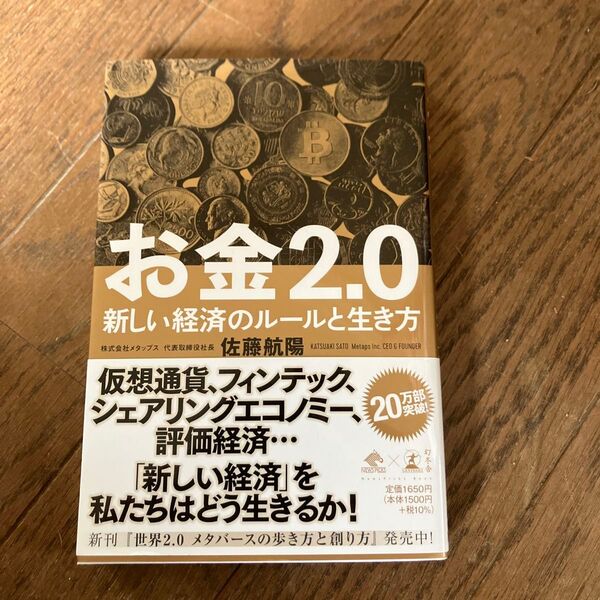 お金2.0
新しい経済のルールと生き方
株式会社メタップス 代表取締役社長 佐藤航陽 KATSUAKI SATO Metaps Inc. CEO & FOUNDER
仮想通貨、フィンテック、
シェアリングエコノミー、
評価経済…
「新しい経済」を
私たちはどう生きるか!
20万部
突破!
NEWS PICKS × 幻冬舎
NewsPicks Book
定価1650円
(本体1500円
+税10%)
新刊『世界2.0 メタバースの歩き方と創り方』発売中!
10